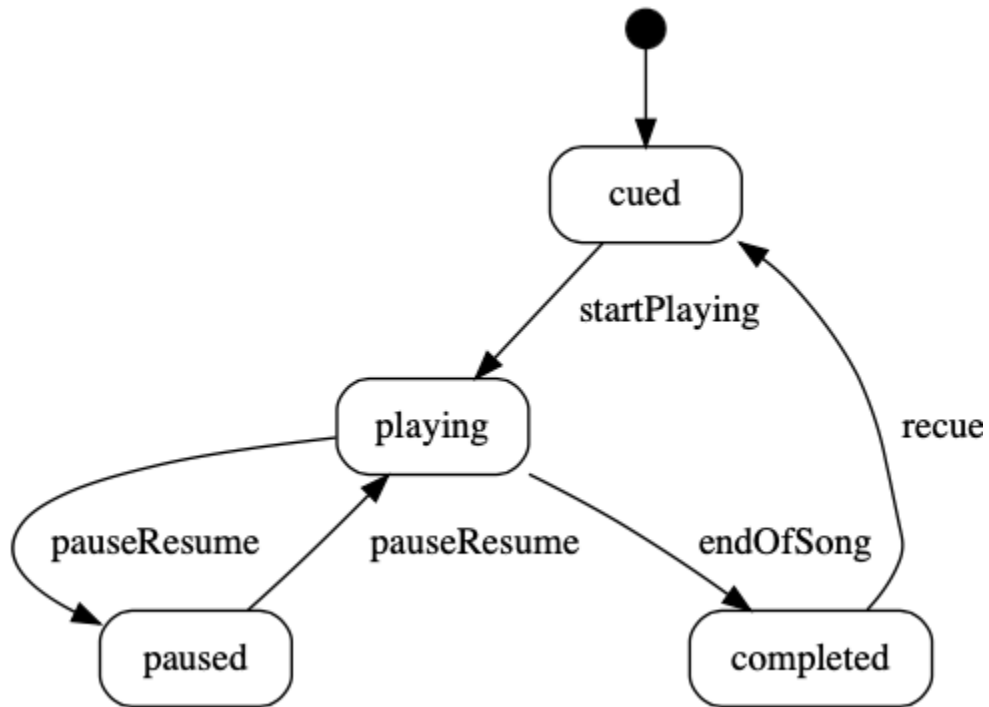 cued
startPlaying
playing
recue
pauseResume
pauseResume
endOfSong
paused
completed